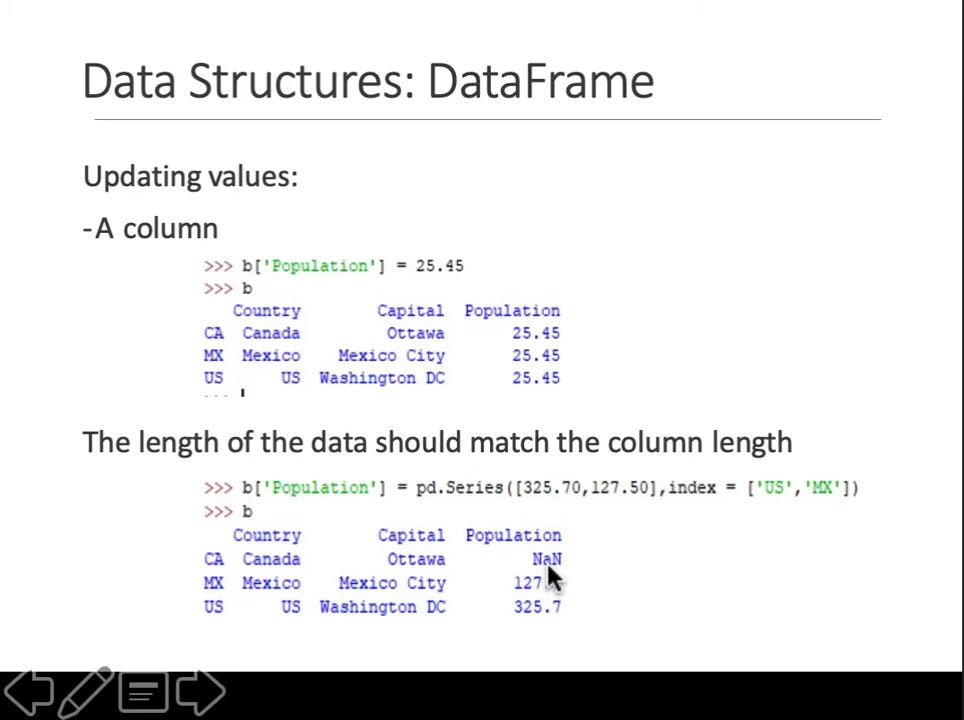 Data Structures: DataFrame
Updating values:
-A column
>>> b['Population'] = 25.45
>>> b
Country Capital Population
CA Canada Ottawa 25.45
MX Mexico Mexico City 25.45
US US Washington DC 25.45
The length of the data should match the column length
>>> b['Population'] = pd.Series([325.70,127.50],index = ['US','MX'])
>>> b
Country Capital Population
CA Canada Ottawa NaN
MX Mexico Mexico City 127
US US Washington DC 325.7